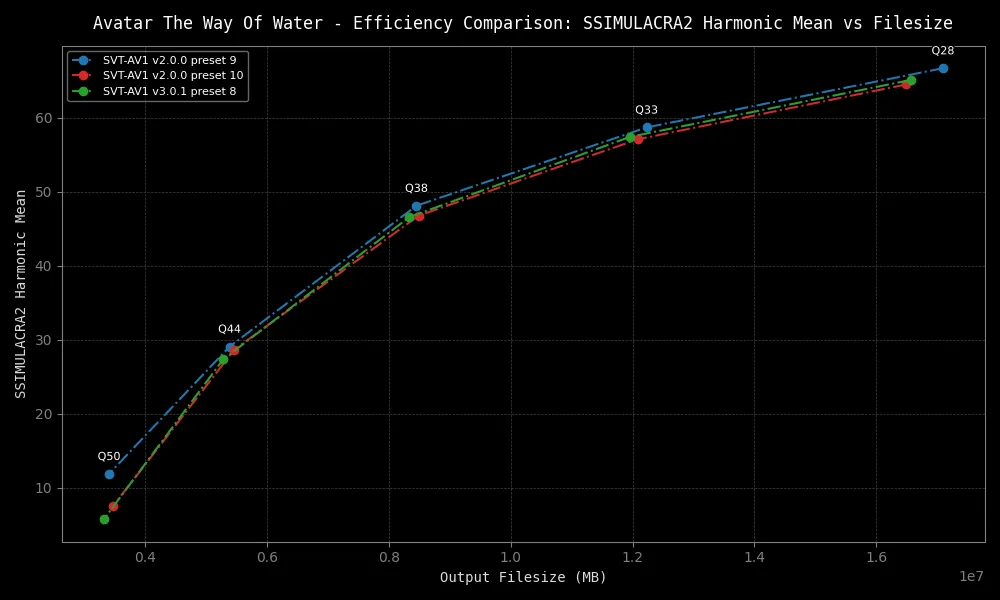 Avatar The Way Of Water - Efficiency Comparison: SSIMULACRA2 Harmonic Mean vs Filesize
SVT-AV1 v2.0.0 preset 9
SVT-AV1 v2.0.0 preset 10
SVT-AV1 v3.0.1 preset 8
Q28
Q33
Q38
Q44
Q50
SSIMULACRA2 Harmonic Mean
60
50
40
30
20
10
0.4 0.6 0.8 1.0 1.2 1.4 1.6
1e7
Output Filesize (MB)